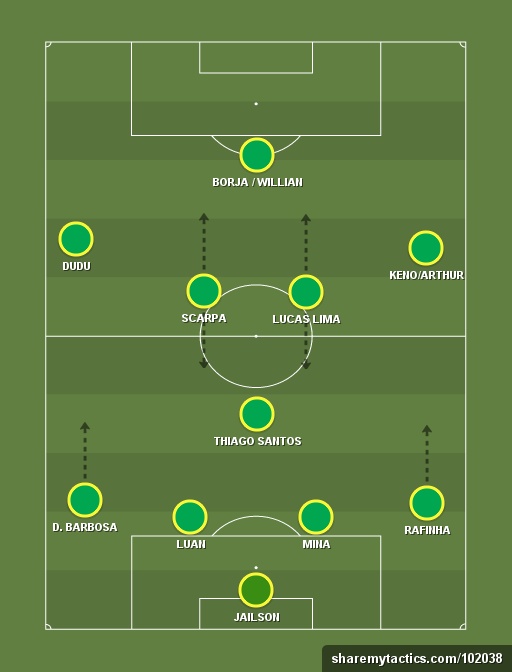 BORJA / WILLIAN
DUDU
KENO/ARTHUR
SCARPA
LUCAS LIMA
THIAGO SANTOS
D. BARBOSA
RAFINHA
LUAN
MINA
JAILSON
sharemytactics.com/102038